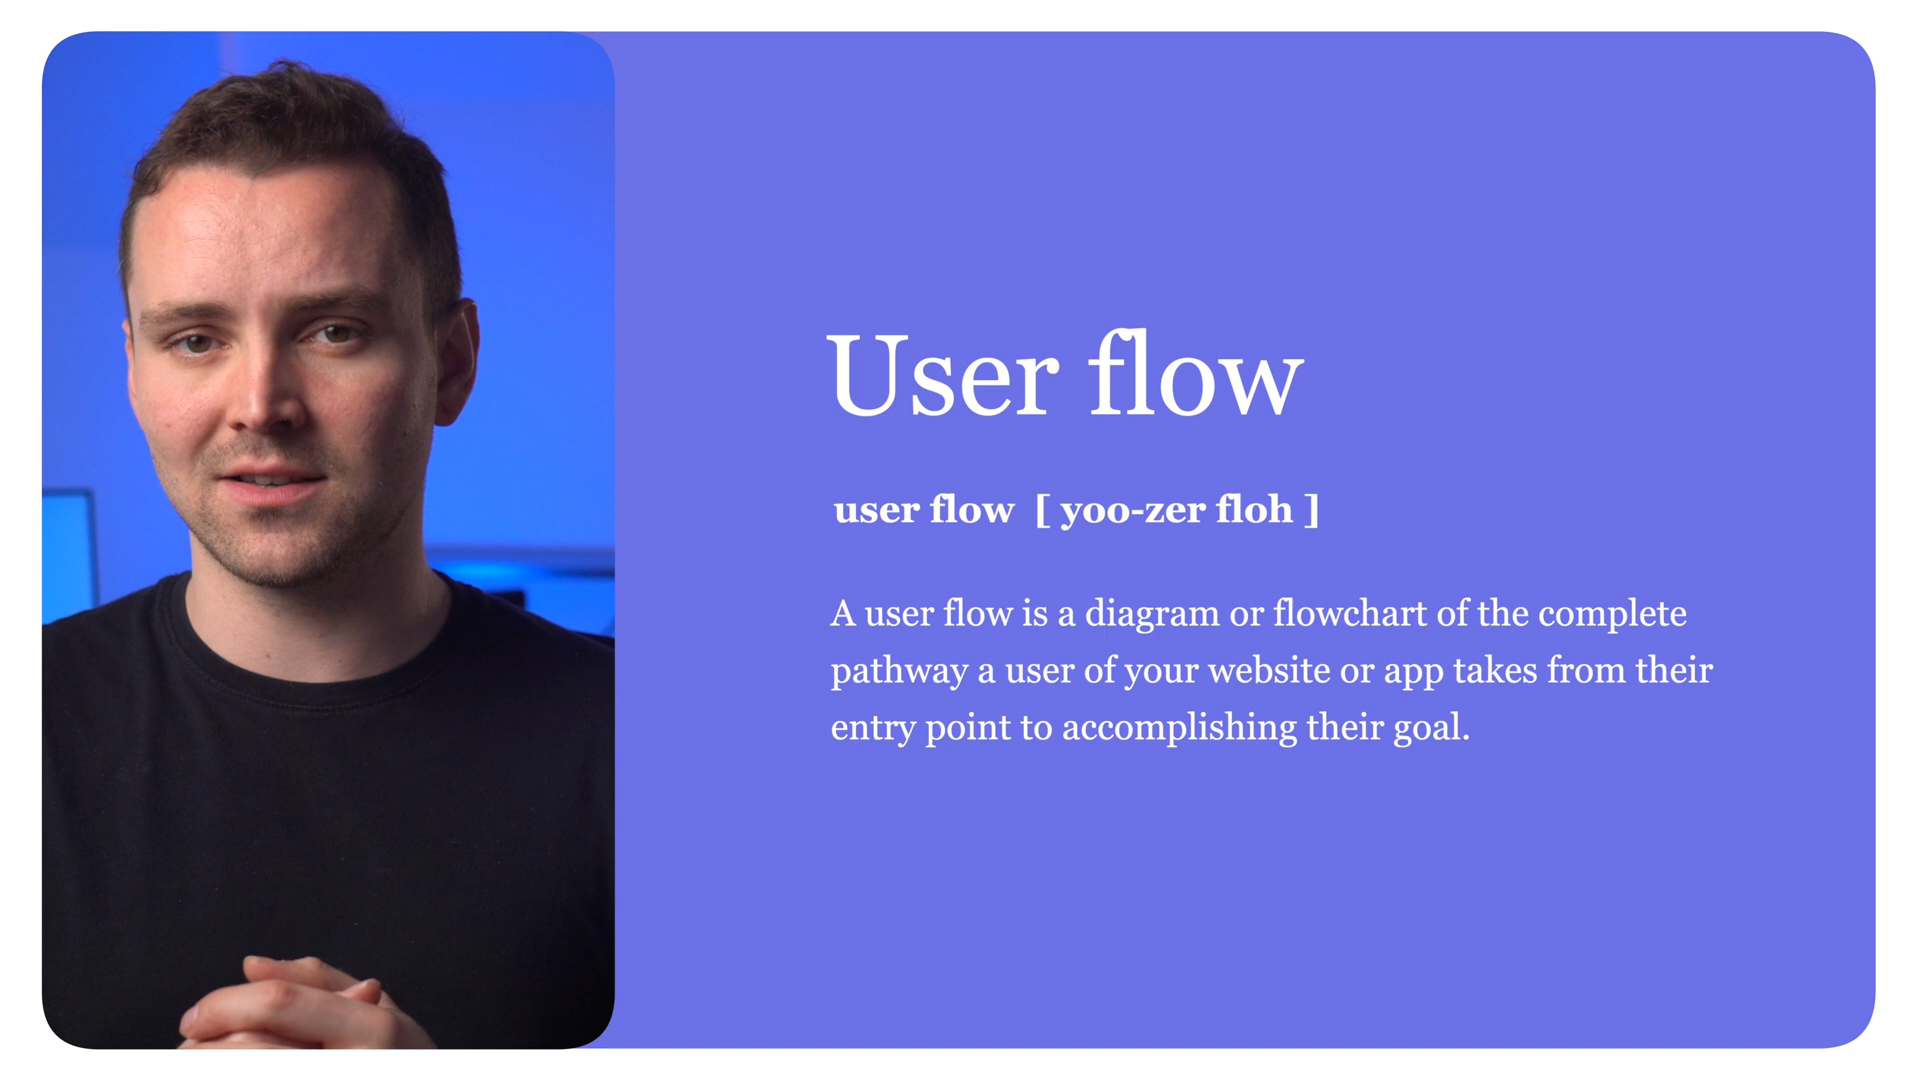 User flow
user flow [ yoo-zer floh ]
A user flow is a diagram or flowchart of the complete
pathway a user of your website or app takes from their
entry point to accomplishing their goal.